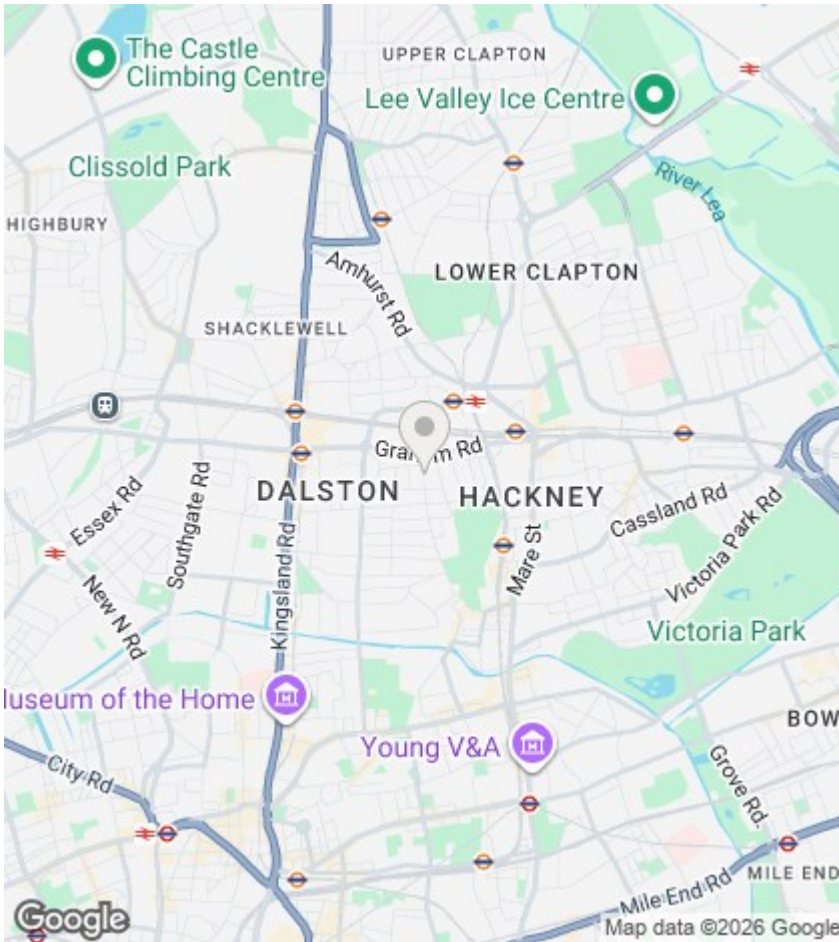 The Castle
Climbing Centre
UPPER CLAPTON
Lee Valley Ice Centre
Clissold Park
River Lea
HIGHBURY
Amhurst Rd
LOWER CLAPTON
SHACKLEWELL
Graham Rd
DALSTON
HACKNEY
Essex Rd
Southgate Rd
Kingsland Rd
Mare St
Cassland Rd
Victoria Park Rd
New N Rd
Victoria Park
Museum of the Home
Young V&A
BOW
City Rd
Grove Rd
MILE END
Mile End Rd
Google
Map data ©2026 Google